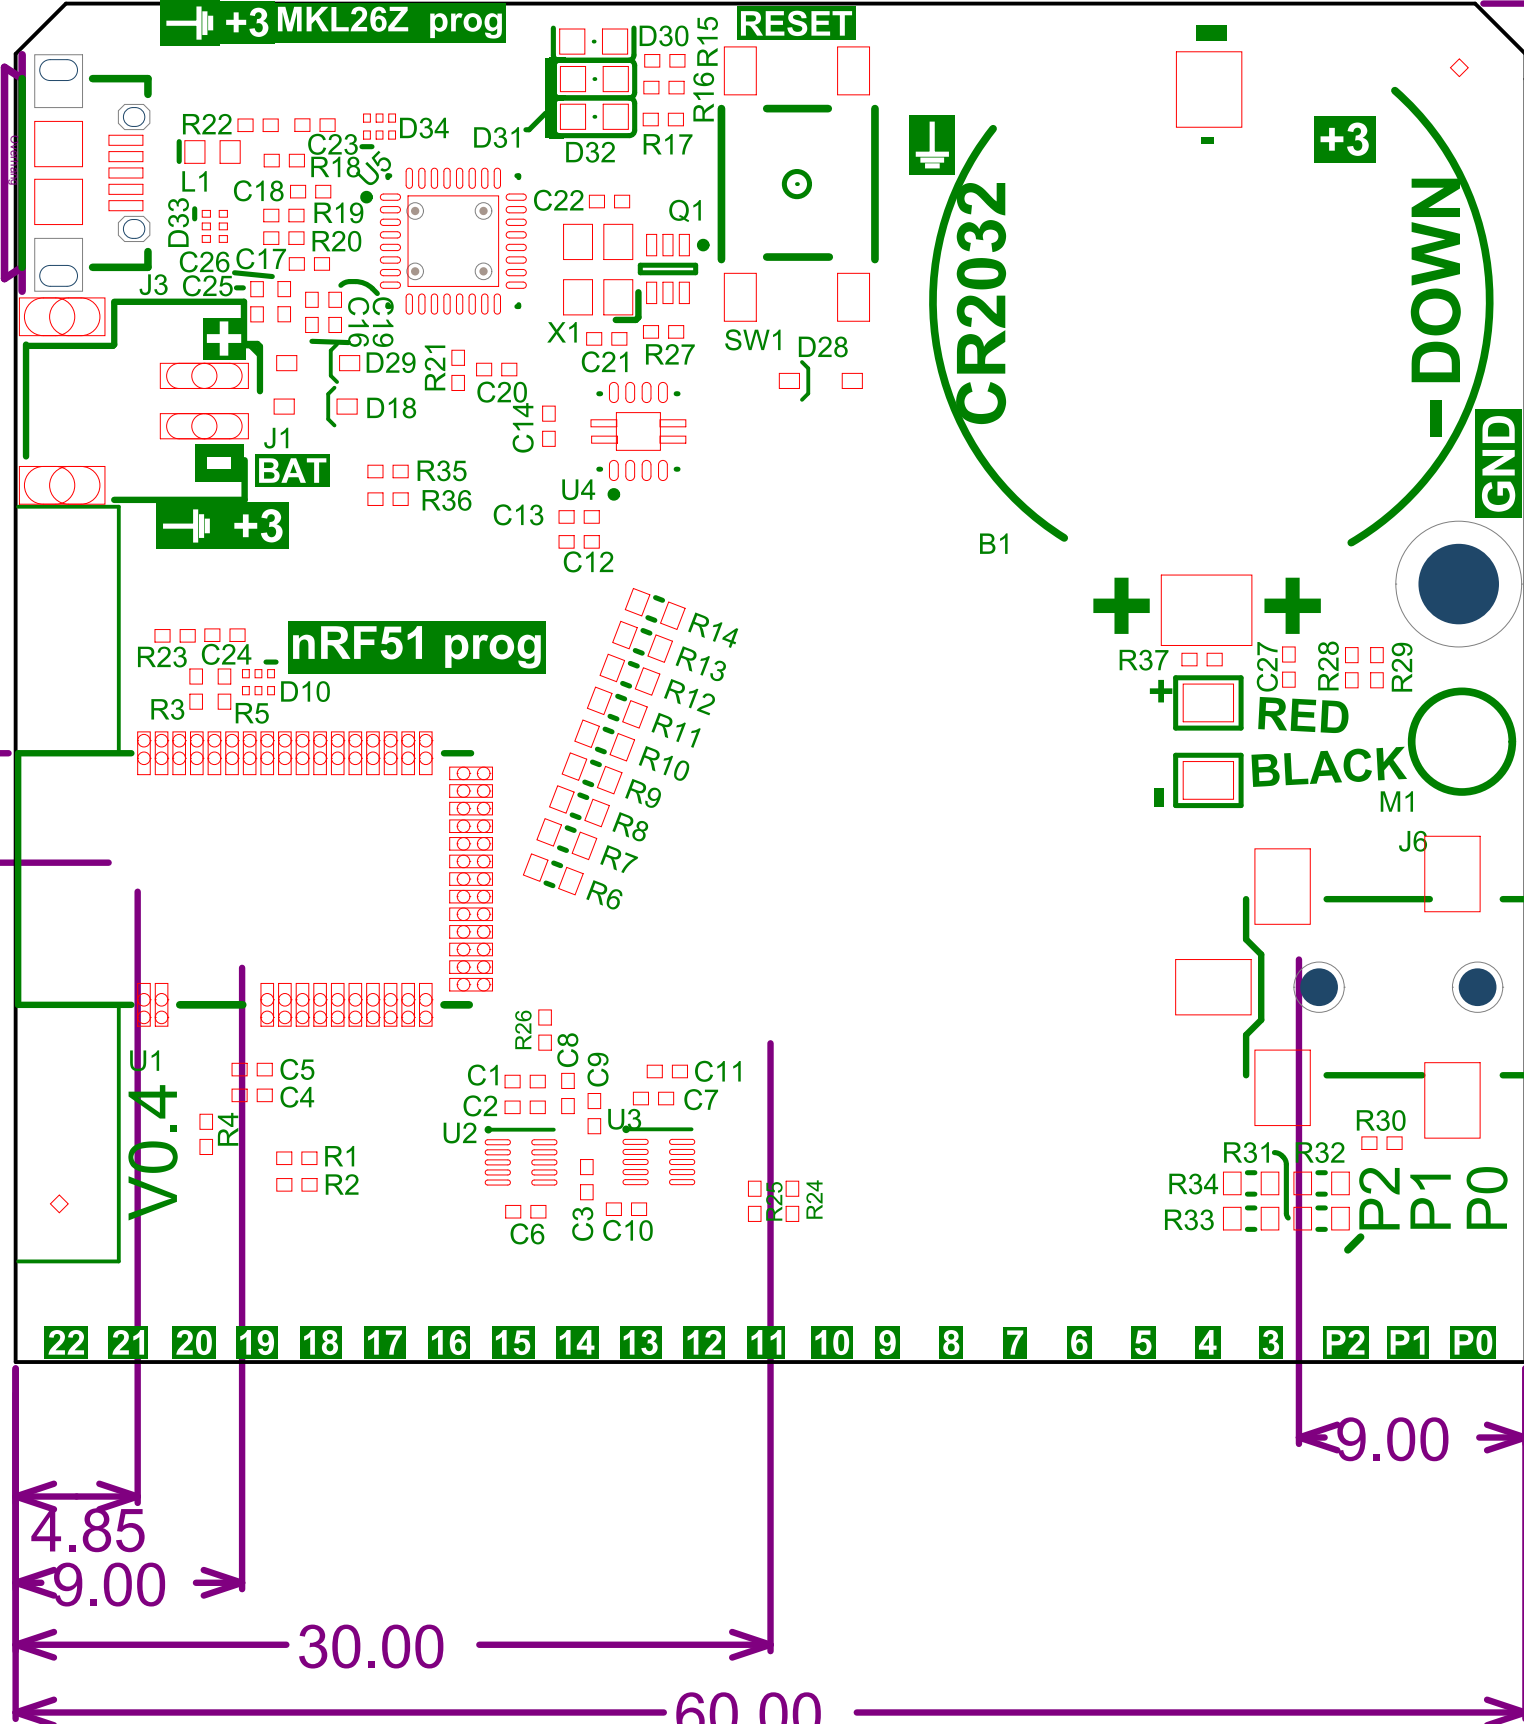 +3 MKL26Z prog
RESET
D30
R15
R16
D31
D32
R17
R22
C23
D34
R18
U5
L1
C18
R19
D33
R20
C26
C17
J3
C25
C16
C19
C22
Q1
X1
C21
R27
SW1
D28
CR2032
+3
-DOWN
GND
+
D29
D18
R21
C20
C14
J1
-
BAT
+3
R35
R36
U4
C13
C12
B1
nRF51 prog
R23
C24
R3
R5
D10
R14
R13
R12
R11
R10
R9
R8
R7
R6
+ +
R37
C27
R28
R29
+
RED
BLACK
-
M1
J6
U1
V0.4
C5
C4
R4
R1
R2
R26
C8
C9
C1
C2
C11
C7
U2
U3
C6
C3
C10
R25
R24
R30
R31
R32
R34
R33
P2
P1
P0
22 21 20 19 18 17 16 15 14 13 12 11 10 9 8 7 6 5 4 3 P2 P1 P0
9.00
4.85
9.00
30.00
60.00